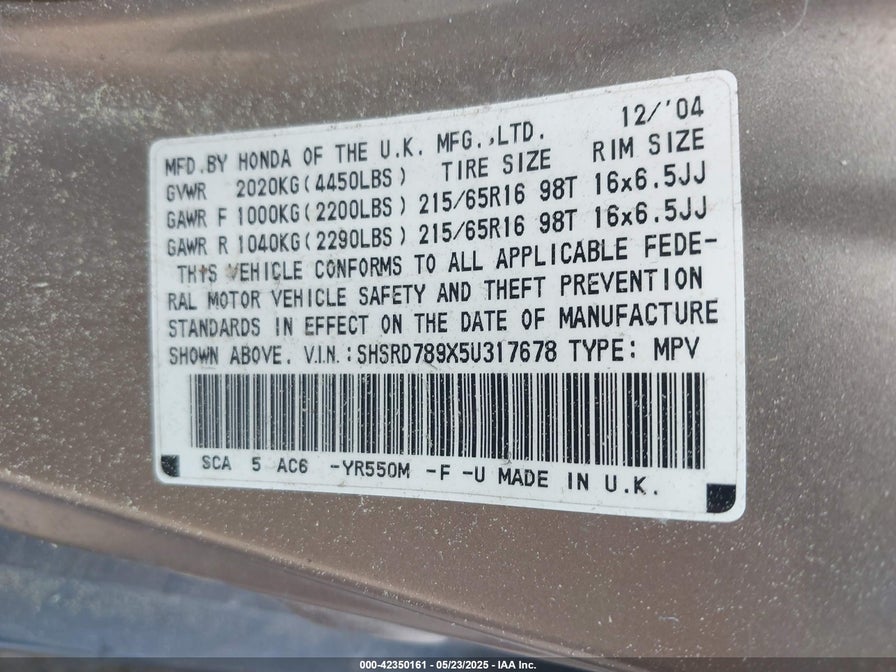 12/'04
MFD.BY HONDA OF THE U.K. MFG.,LTD.
GVWR 2020KG(4450LBS) TIRE SIZE RIM SIZE
GAWR F 1000KG(2200LBS) 215/65R16 98T 16x6.5JJ
GAWR R 1040KG(2290LBS) 215/65R16 98T 16x6.5JJ
THIS VEHICLE CONFORMS TO ALL APPLICABLE FEDE-
RAL MOTOR VEHICLE SAFETY AND THEFT PREVENTION
STANDARDS IN EFFECT ON THE DATE OF MANUFACTURE
SHOWN ABOVE. V.I.N.:SHSRD789X5U317678 TYPE: MPV
SCA 5 AC6 -YR550M -F -U MADE IN U.K.
000-42350161 - 05/23/2025 - IAA Inc.